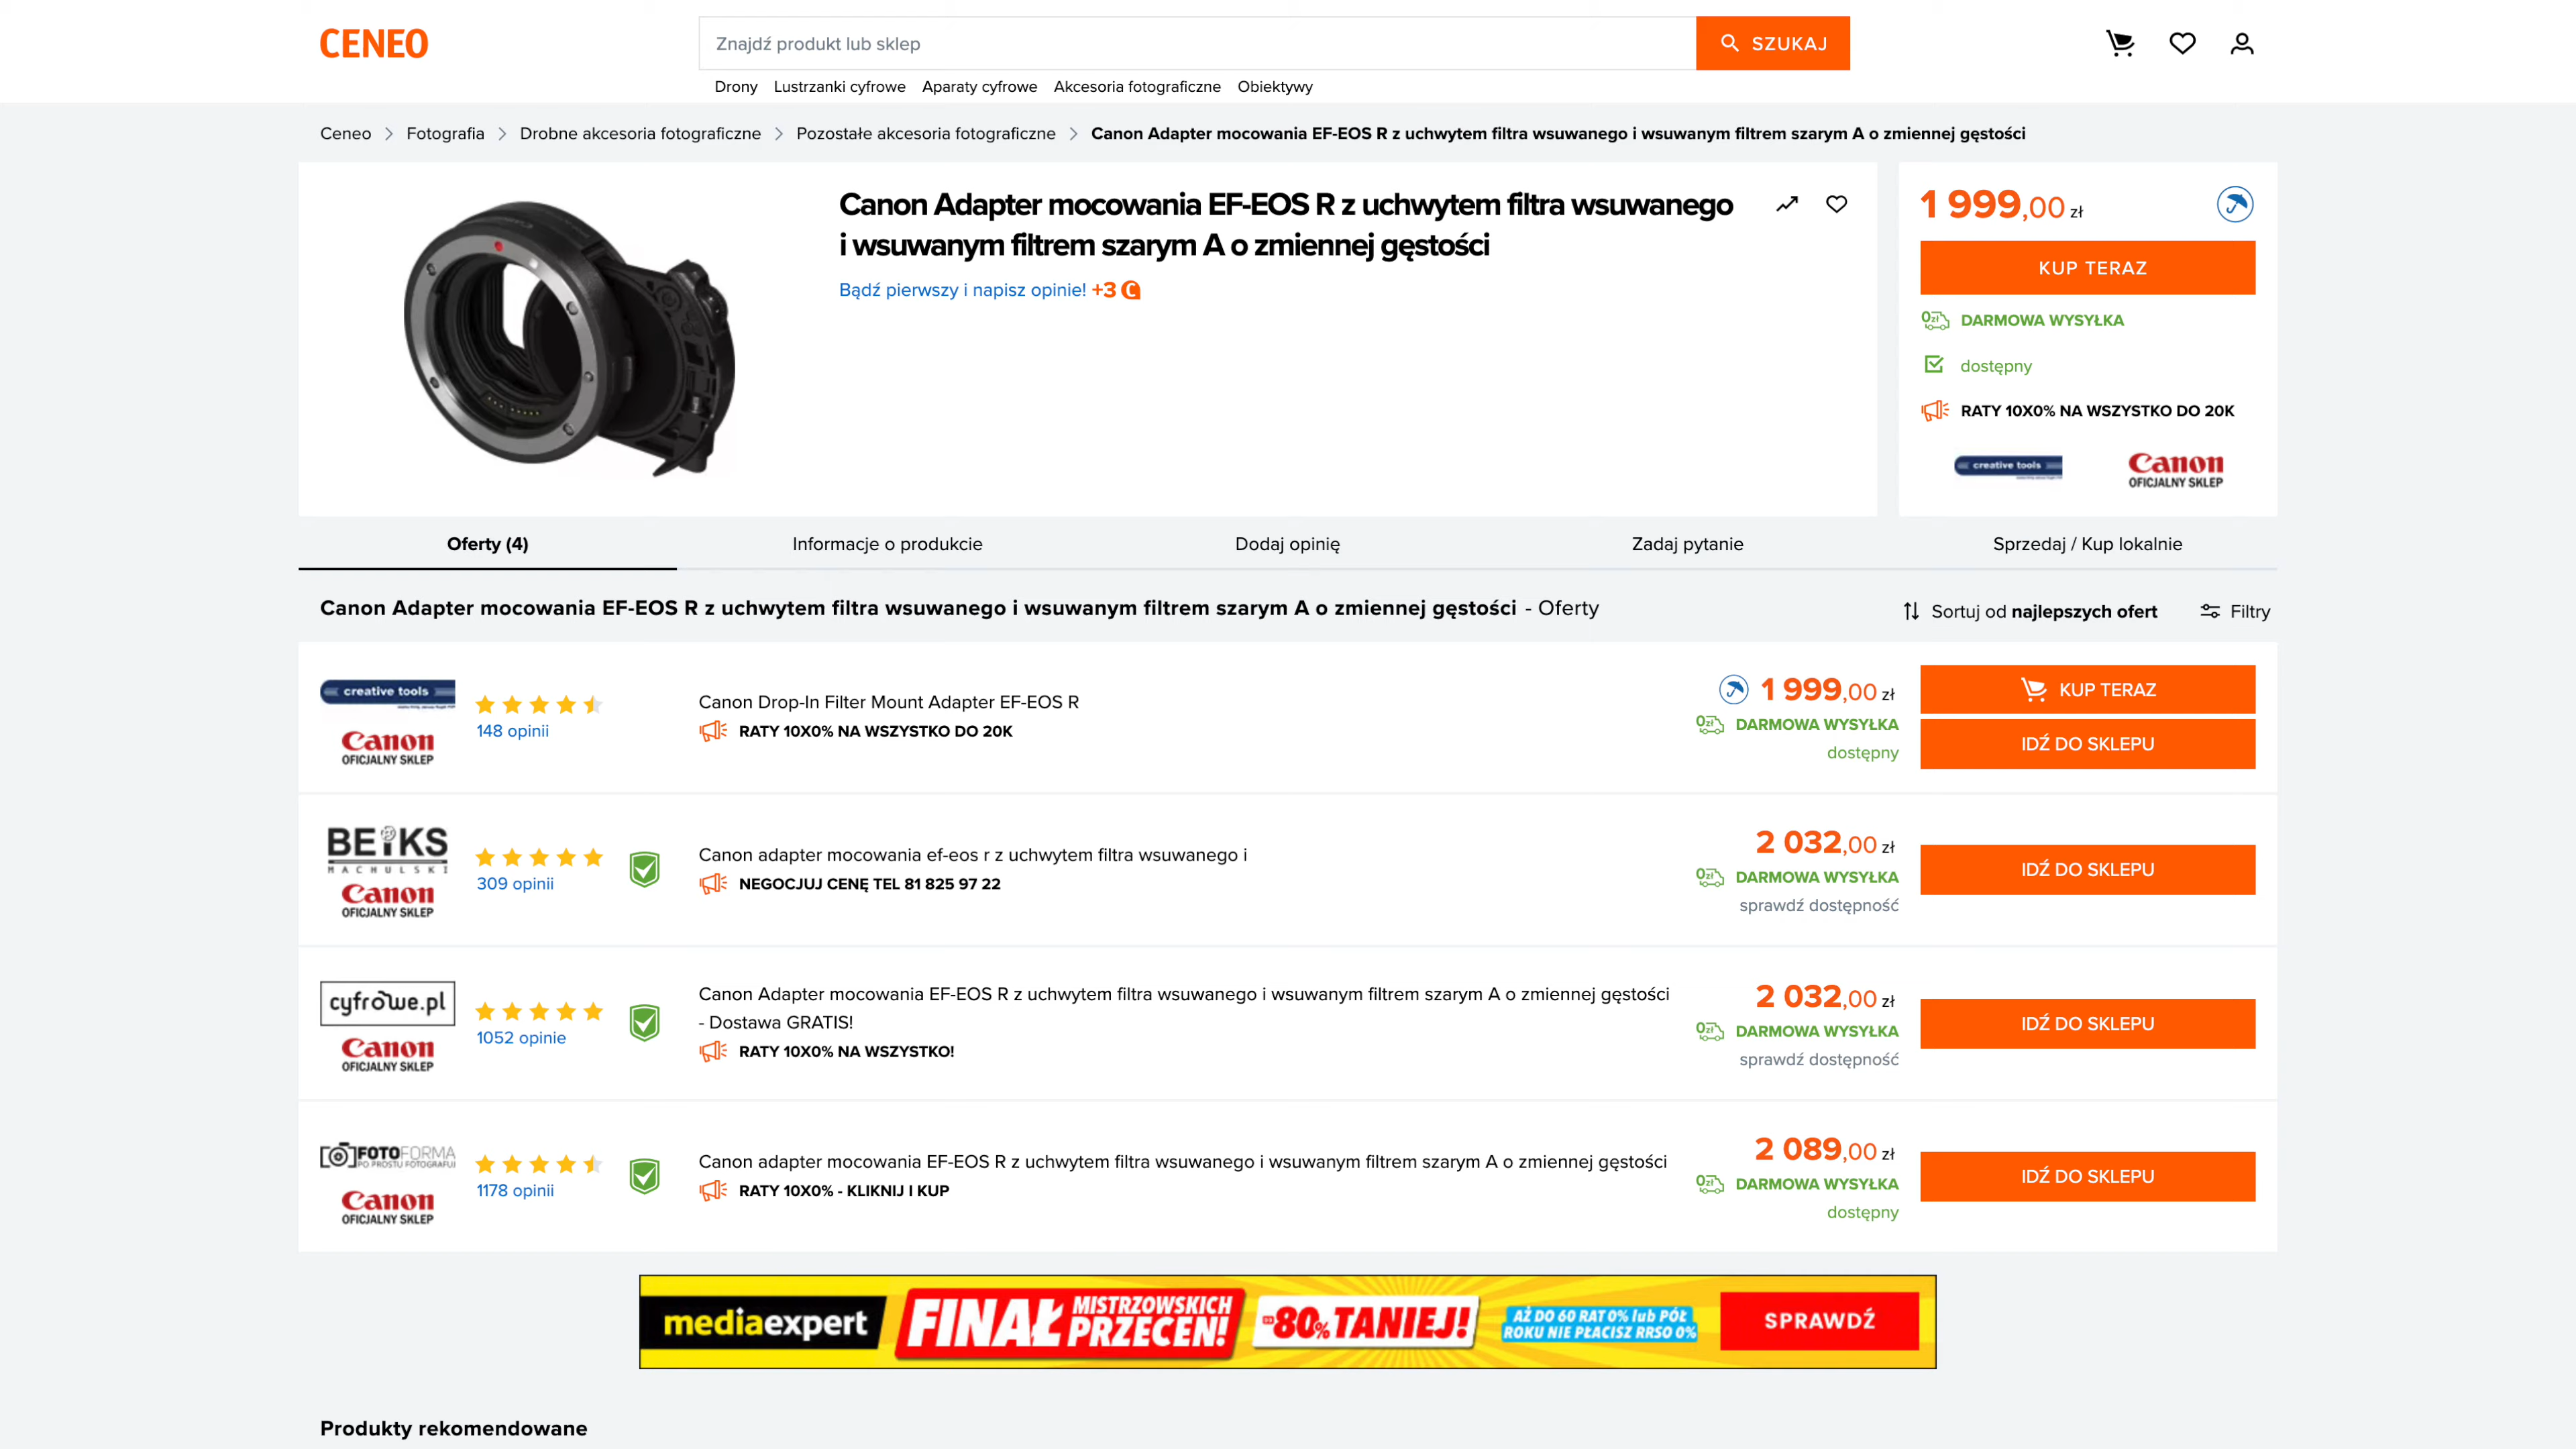 CENEO
Znajdź produkt lub sklep
SZUKAJ
Drony Lustrzanki cyfrowe Aparaty cyfrowe Akcesoria fotograficzne Obiektywy
Ceneo > Fotografia > Drobne akcesoria fotograficzne > Pozostałe akcesoria fotograficzne > Canon Adapter mocowania EF-EOS R z uchwytem filtra wsuwanego i wsuwanym filtrem szarym A o zmiennej gęstości
Canon Adapter mocowania EF-EOS R z uchwytem filtra wsuwanego
i wsuwanym filtrem szarym A o zmiennej gęstości
Bądź pierwszy i napisz opinie! +3
1 999,00 zł
KUP TERAZ
DARMOWA WYSYŁKA
dostępny
RATY 10X0% NA WSZYSTKO DO 20K
creative tools
Canon
OFICJALNY SKLEP
Oferty (4) Informacje o produkcie Dodaj opinię Zadaj pytanie Sprzedaj / Kup lokalnie
Canon Adapter mocowania EF-EOS R z uchwytem filtra wsuwanego i wsuwanym filtrem szarym A o zmiennej gęstości - Oferty
Sortuj od najlepszych ofert Filtry
creative tools
Canon
OFICJALNY SKLEP
148 opinii
Canon Drop-In Filter Mount Adapter EF-EOS R
RATY 10X0% NA WSZYSTKO DO 20K
1 999,00 zł
DARMOWA WYSYŁKA
dostępny
KUP TERAZ
IDŹ DO SKLEPU
BEiKS
MACHULSKI
Canon
OFICJALNY SKLEP
309 opinii
Canon adapter mocowania ef-eos r z uchwytem filtra wsuwanego i
NEGOCJUJ CENĘ TEL 81 825 97 22
2 032,00 zł
DARMOWA WYSYŁKA
sprawdź dostępność
IDŹ DO SKLEPU
cyfrowe.pl
Canon
OFICJALNY SKLEP
1052 opinie
Canon Adapter mocowania EF-EOS R z uchwytem filtra wsuwanego i wsuwanym filtrem szarym A o zmiennej gęstości
- Dostawa GRATIS!
RATY 10X0% NA WSZYSTKO!
2 032,00 zł
DARMOWA WYSYŁKA
sprawdź dostępność
IDŹ DO SKLEPU
FOTOFORMA
PO PROSTU FOTOGRAFUJ
Canon
OFICJALNY SKLEP
1178 opinii
Canon adapter mocowania EF-EOS R z uchwytem filtra wsuwanego i wsuwanym filtrem szarym A o zmiennej gęstości
RATY 10X0% - KLIKNIJ I KUP
2 089,00 zł
DARMOWA WYSYŁKA
dostępny
IDŹ DO SKLEPU
mediaexpert
FINAŁ MISTRZOWSKICH
PRZECEN!
80% TANIEJ!
AŻ DO 60 RAT 0% lub PÓŁ
ROKU NIE PŁACISZ RRSO 0%
SPRAWDŹ
Produkty rekomendowane